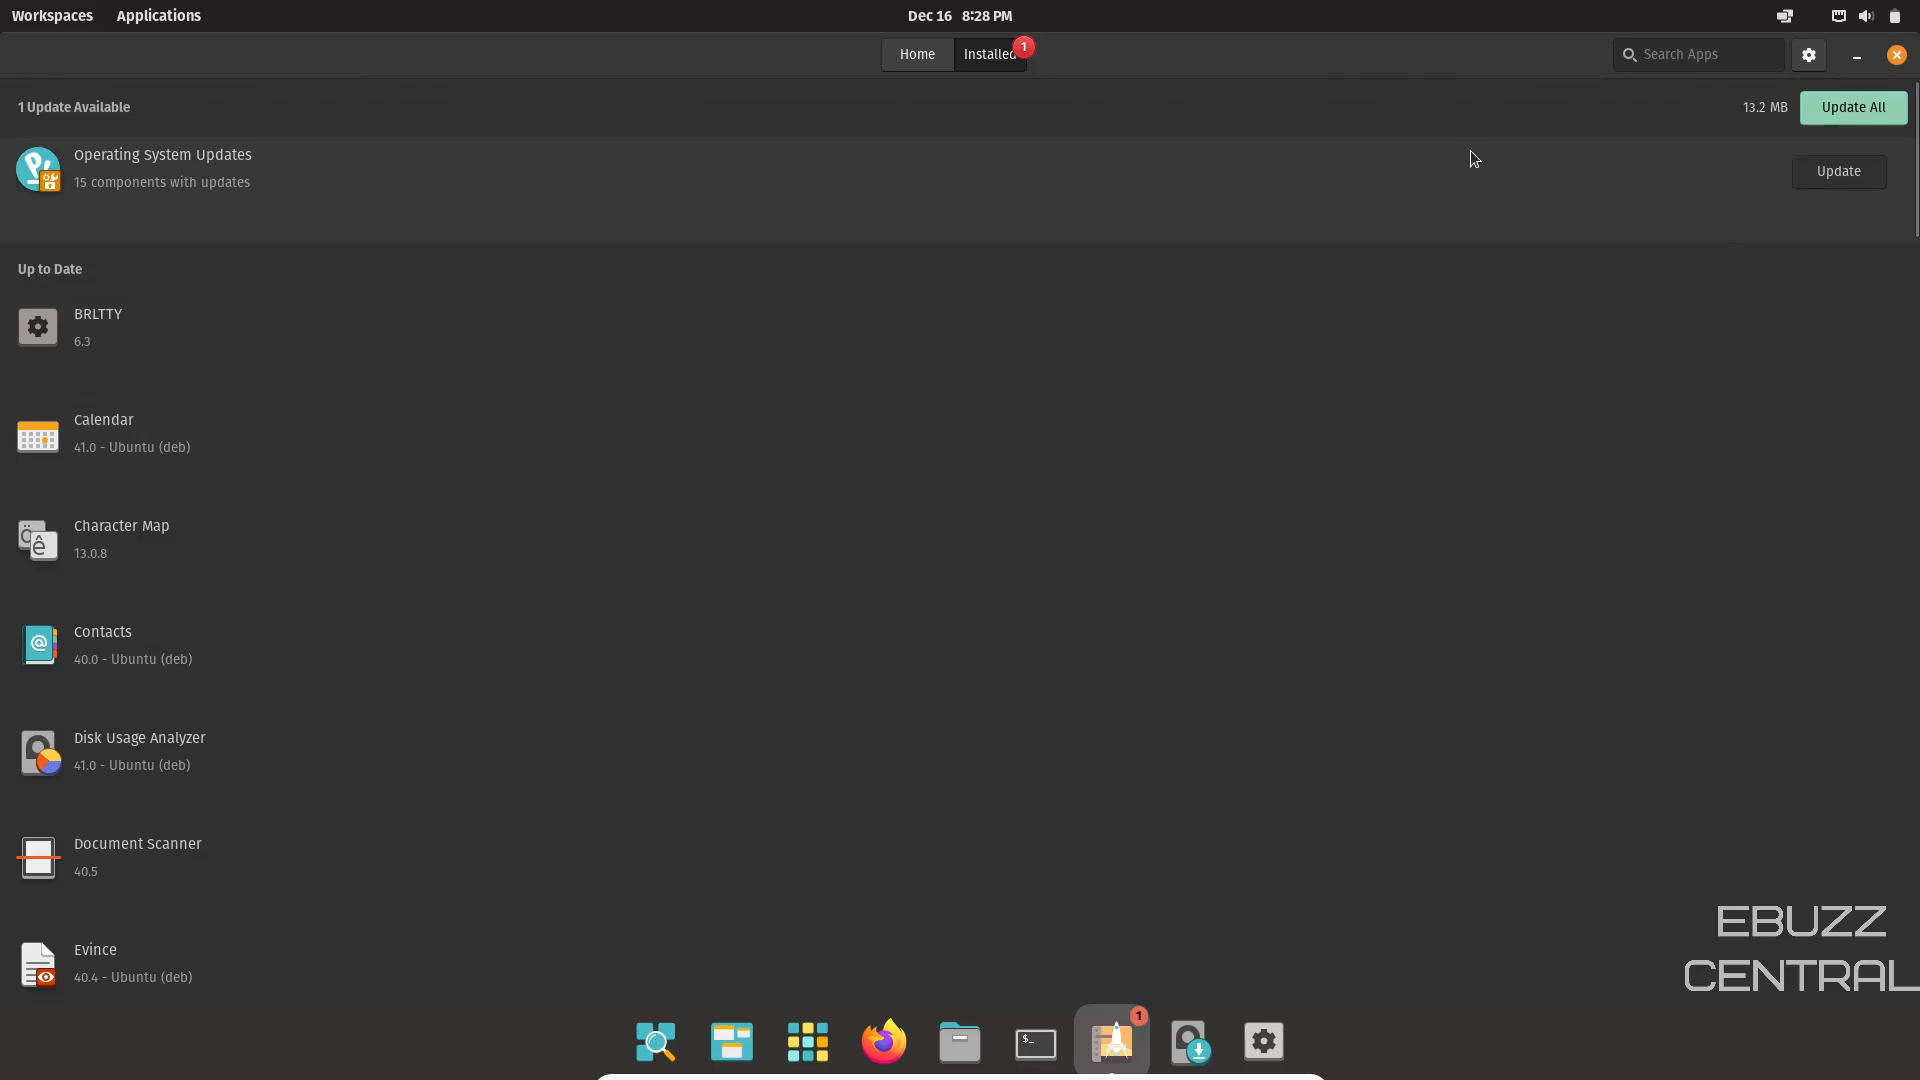 Workspaces Applications Dec 16 8:28 PM
Home Installed 1 Search Apps
1 Update Available 13.2 MB Update All
Operating System Updates
15 components with updates
Update
Up to Date
BRLTTY
6.3
Calendar
41.0 - Ubuntu (deb)
Character Map
13.0.8
Contacts
40.0 - Ubuntu (deb)
Disk Usage Analyzer
41.0 - Ubuntu (deb)
Document Scanner
40.5
Evince
40.4 - Ubuntu (deb)
EBUZZ
CENTRAL
$_
1